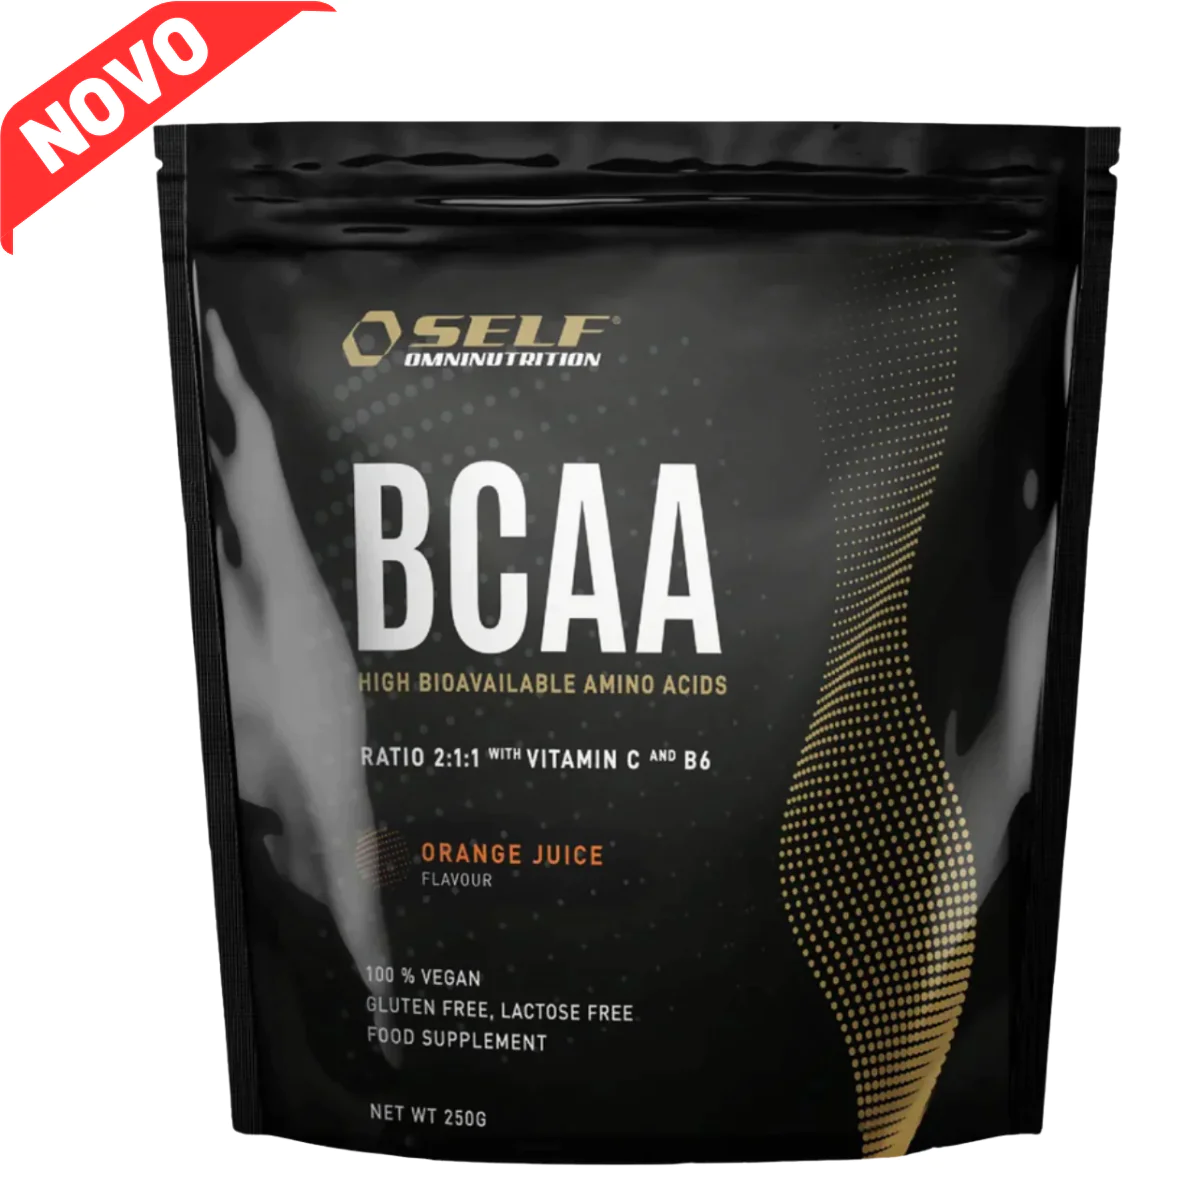 NOVO
SELF®
OMNINUTRITION
BCAA
HIGH BIOAVAILABLE AMINO ACIDS
RATIO 2:1:1 WITH VITAMIN C AND B6
ORANGE JUICE
FLAVOUR
100 % VEGAN
GLUTEN FREE, LACTOSE FREE
FOOD SUPPLEMENT
NET WT 250G